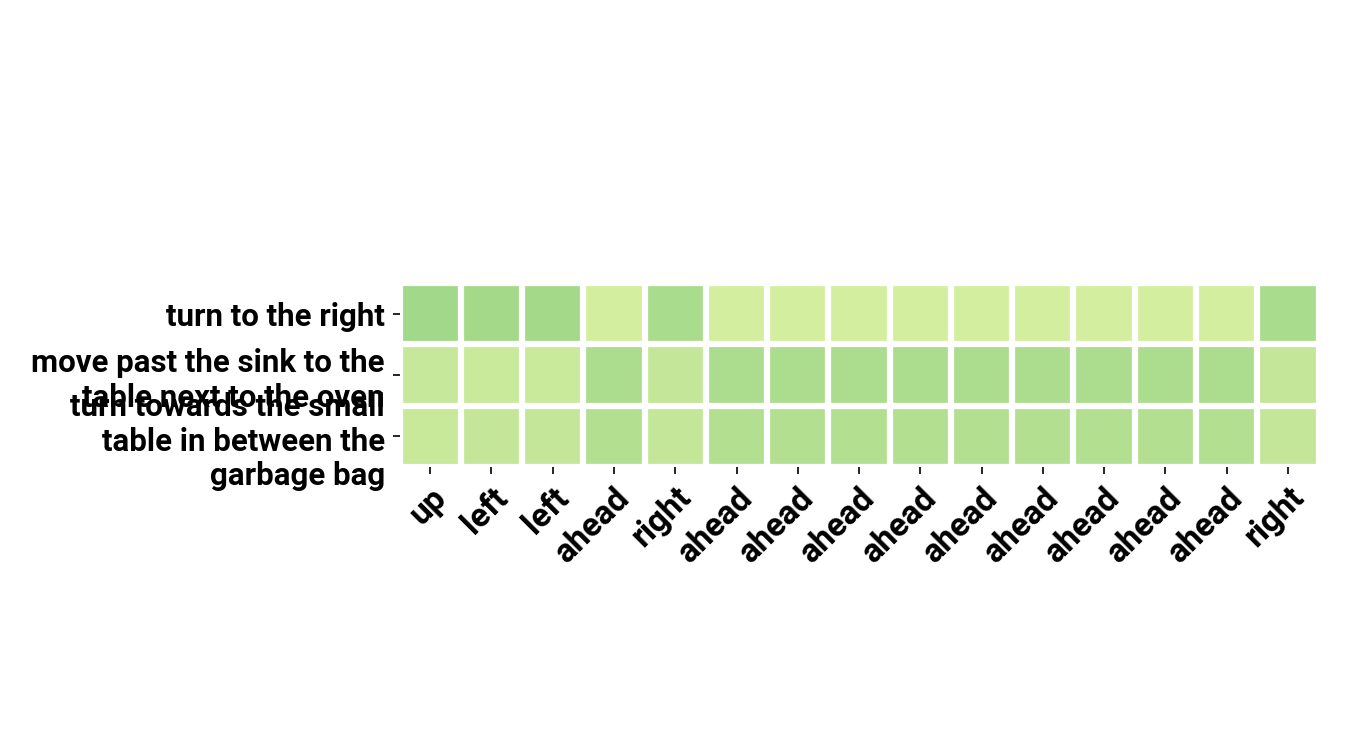 turn to the right
move past the sink to the
table next to the oven
turn towards the small
table in between the
garbage bag
up
left
left
ahead
right
ahead
ahead
ahead
ahead
ahead
ahead
ahead
ahead
ahead
right